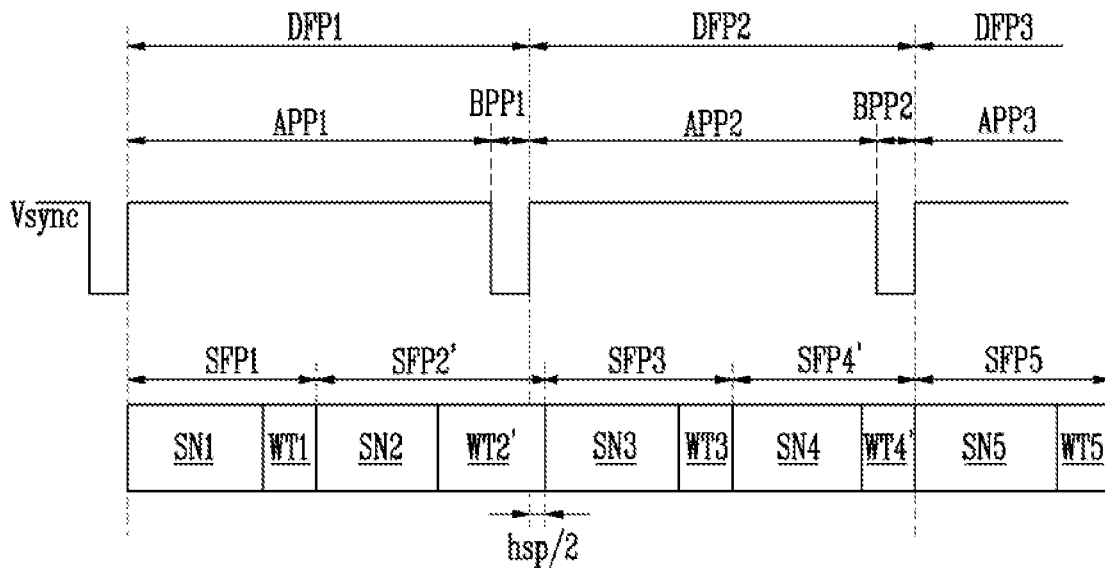 DFP1 DFP2 DFP3
BPP1 BPP2
APP1 APP2 APP3
Vsync
SFP1 SFP2' SFP3 SFP4' SFP5
SN1 WT1 SN2 WT2' SN3 WT3 SN4 WT4' SN5 WT5
hsp/2